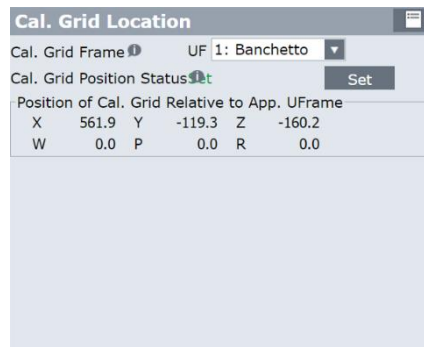 Cal. Grid Location
Cal. Grid Frame UF 1: Banchetto
Cal. Grid Position Status Set
Set
Position of Cal. Grid Relative to App. UFrame
X 561.9 Y -119.3 Z -160.2
W 0.0 P 0.0 R 0.0